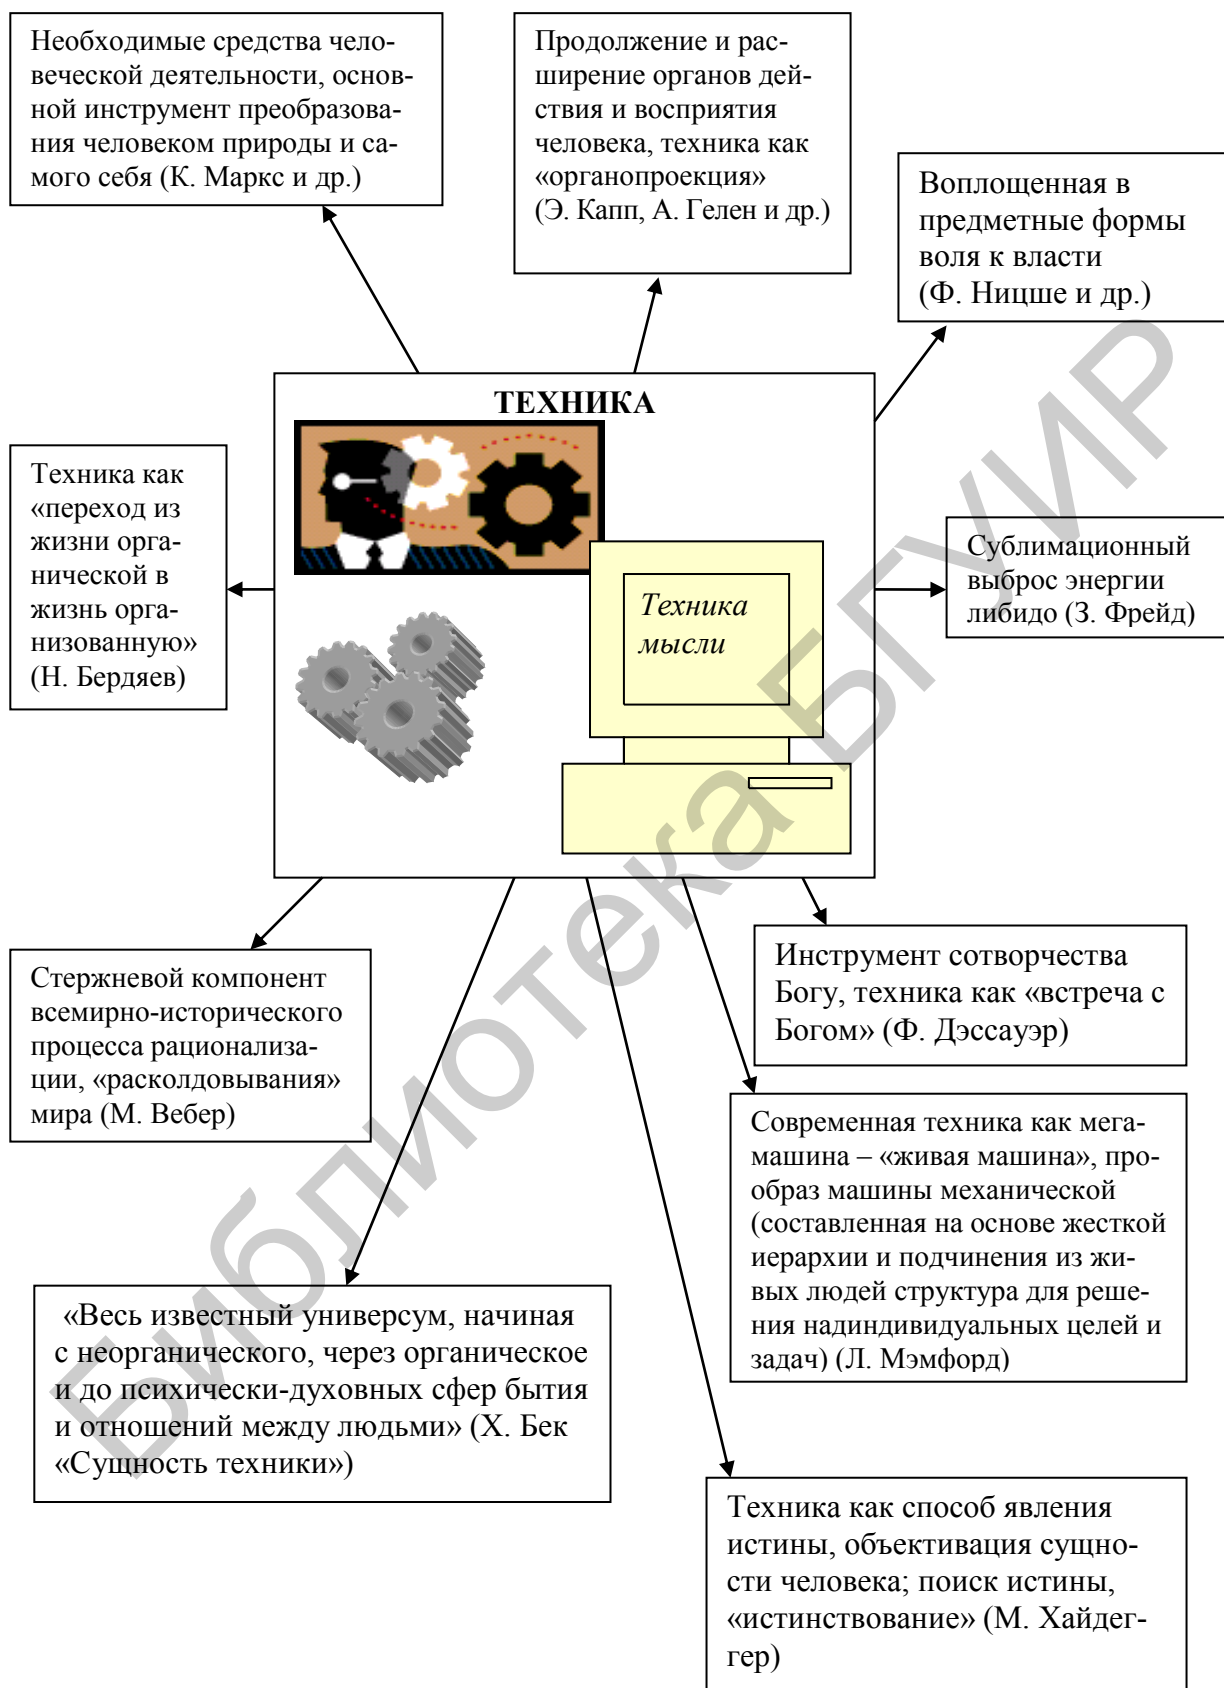 Необходимые средства чело-
веческой деятельности, основ-
ной инструмент преобразова-
ния человеком природы и са-
мого себя (К. Маркс и др.)
Продолжение и рас-
ширение органов дей-
ствия и восприятия
человека, техника как
«органопроекция»
(Э. Капп, А. Гелен и др.)
Воплощенная в
предметные формы
воля к власти
(Ф. Ницше и др.)
ТЕХНИКА
Техника как
«переход из
жизни орга-
нической в
жизнь орга-
низованную»
(Н. Бердяев)
Техника
мысли
Сублимационный
выброс энергии
либидо (З. Фрейд)
Стержневой компонент
всемирно-исторического
процесса рационализа-
ции, «расколдовывания»
мира (М. Вебер)
Инструмент сотворчества
Богу, техника как «встреча с
Богом» (Ф. Дэссауэр)
Современная техника как мега-
машина – «живая машина», про-
образ машины механической
(составленная на основе жесткой
иерархии и подчинения из жи-
вых людей структура для реше-
ния надиндивидуальных целей и
задач) (Л. Мэмфорд)
«Весь известный универсум, начиная
с неорганического, через органическое
и до психически-духовных сфер бытия
и отношений между людьми» (Х. Бек
«Сущность техники»)
Техника как способ явления
истины, объективация сущно-
сти человека; поиск истины,
«истинствование» (М. Хайдег-
гер)
Библиотека БГУИР